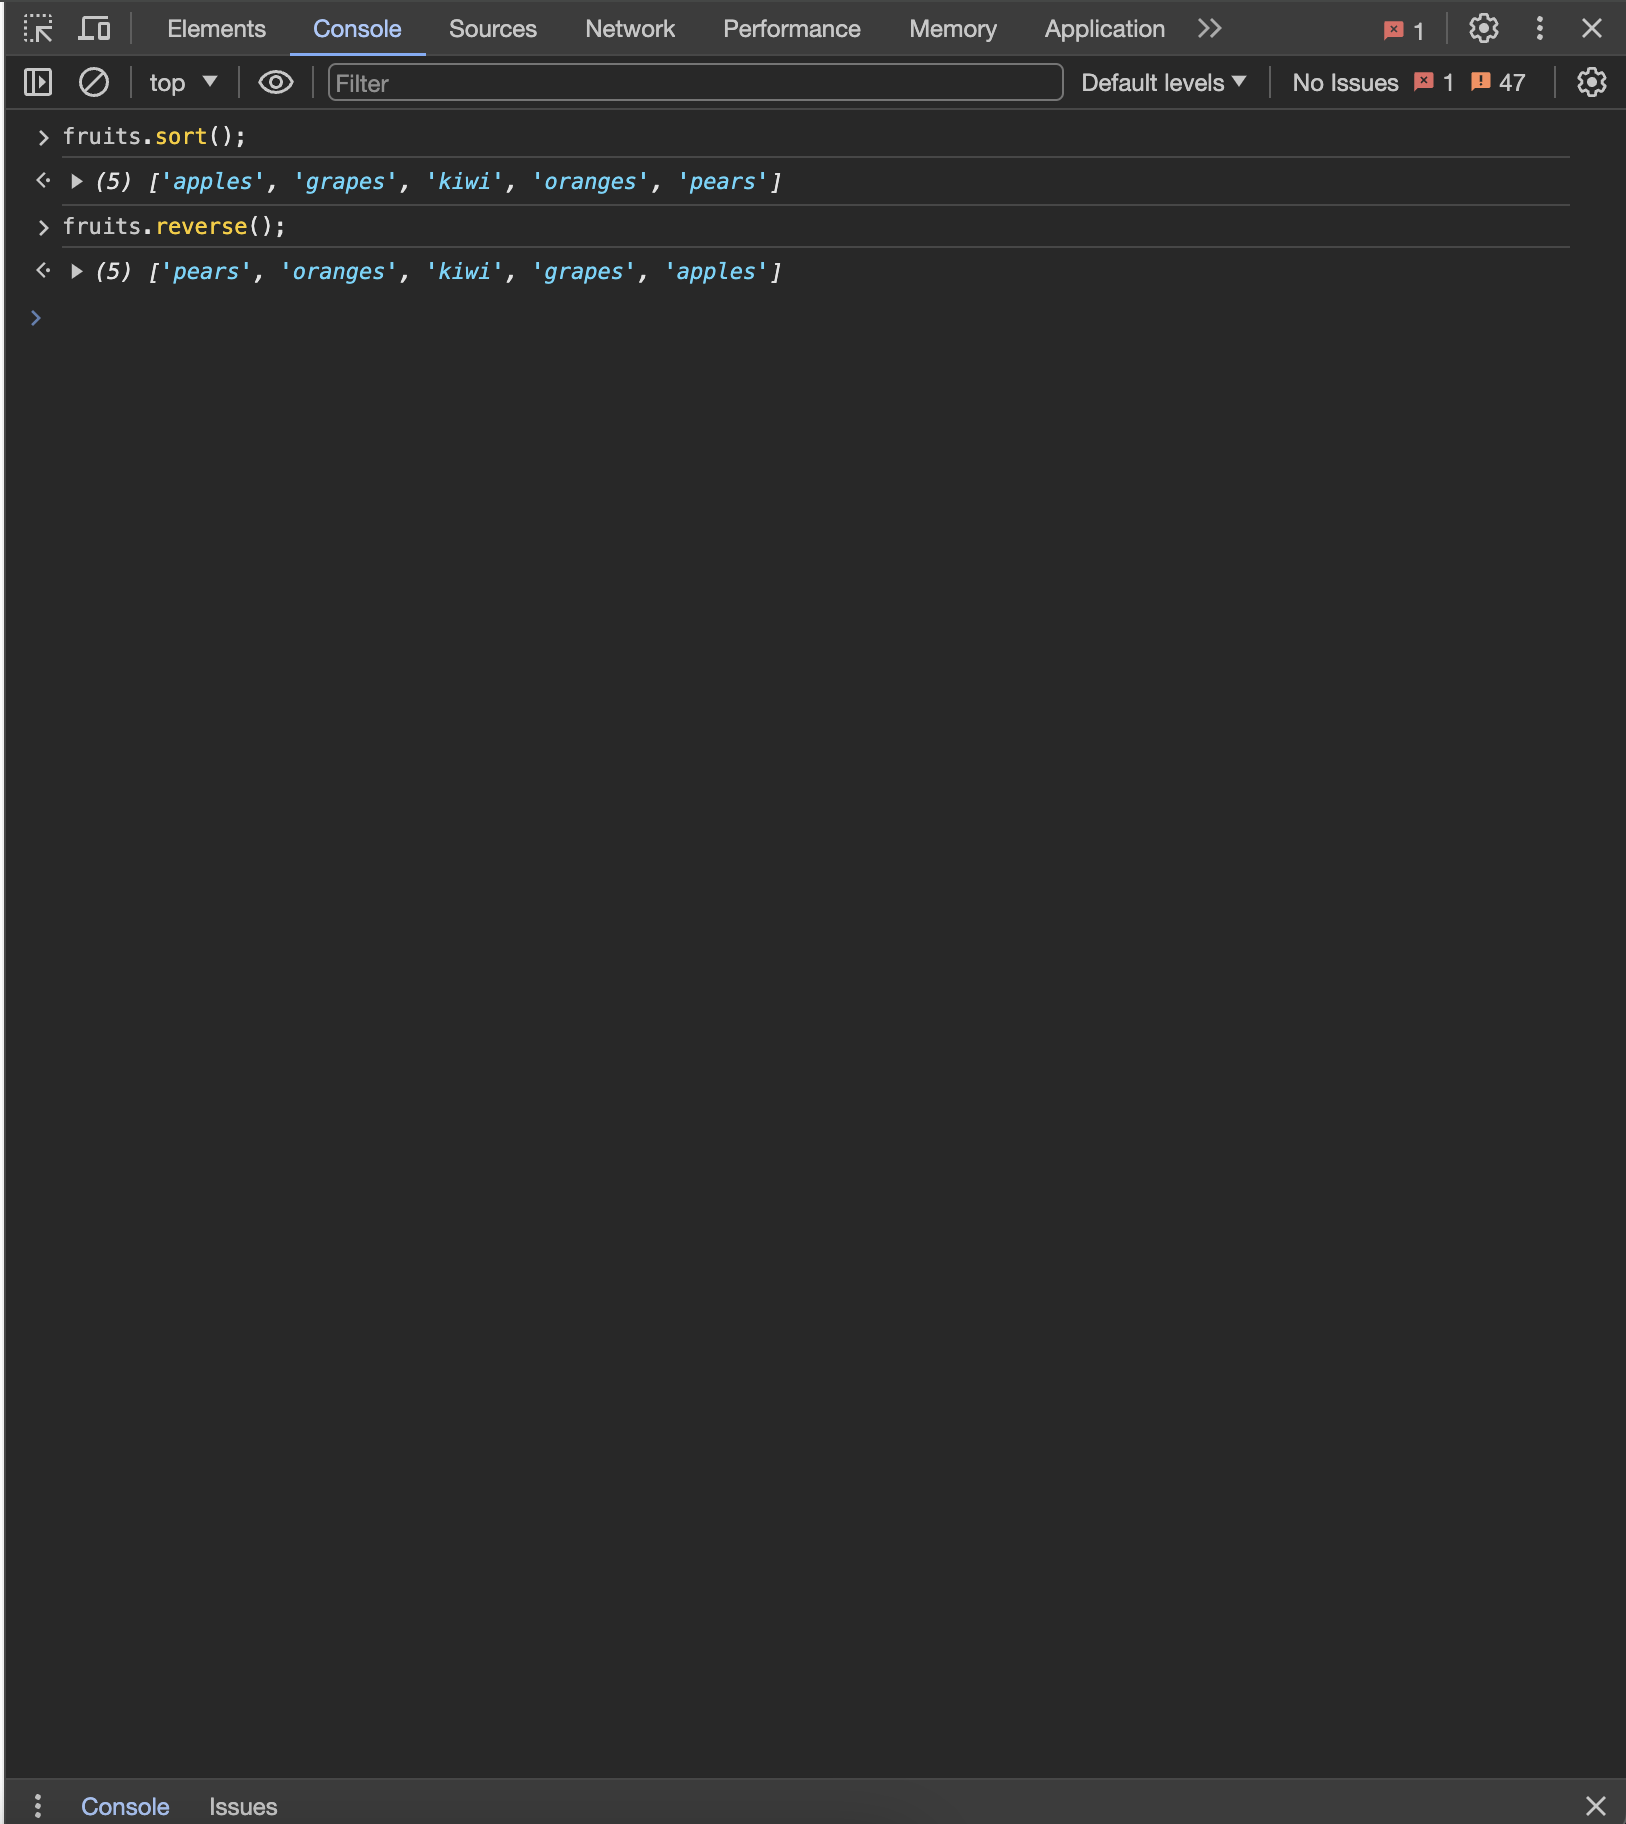 Elements Console Sources Network Performance Memory Application 1
top Filter Default levels No Issues 1 47
fruits.sort();
(5) ['apples', 'grapes', 'kiwi', 'oranges', 'pears']
fruits.reverse();
(5) ['pears', 'oranges', 'kiwi', 'grapes', 'apples']
Console Issues